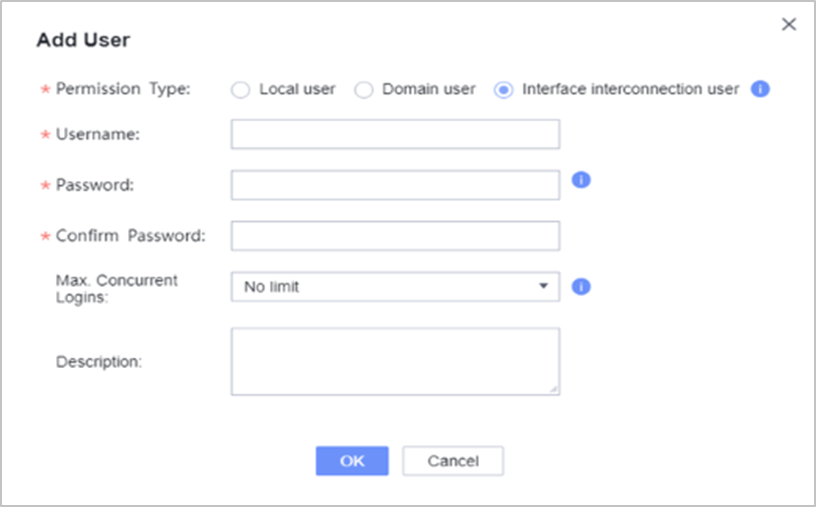 Add User
* Permission Type: Local user Domain user Interface interconnection user i
* Username:
* Password: i
* Confirm Password:
Max. Concurrent
Logins: No limit i
Description:
OK Cancel